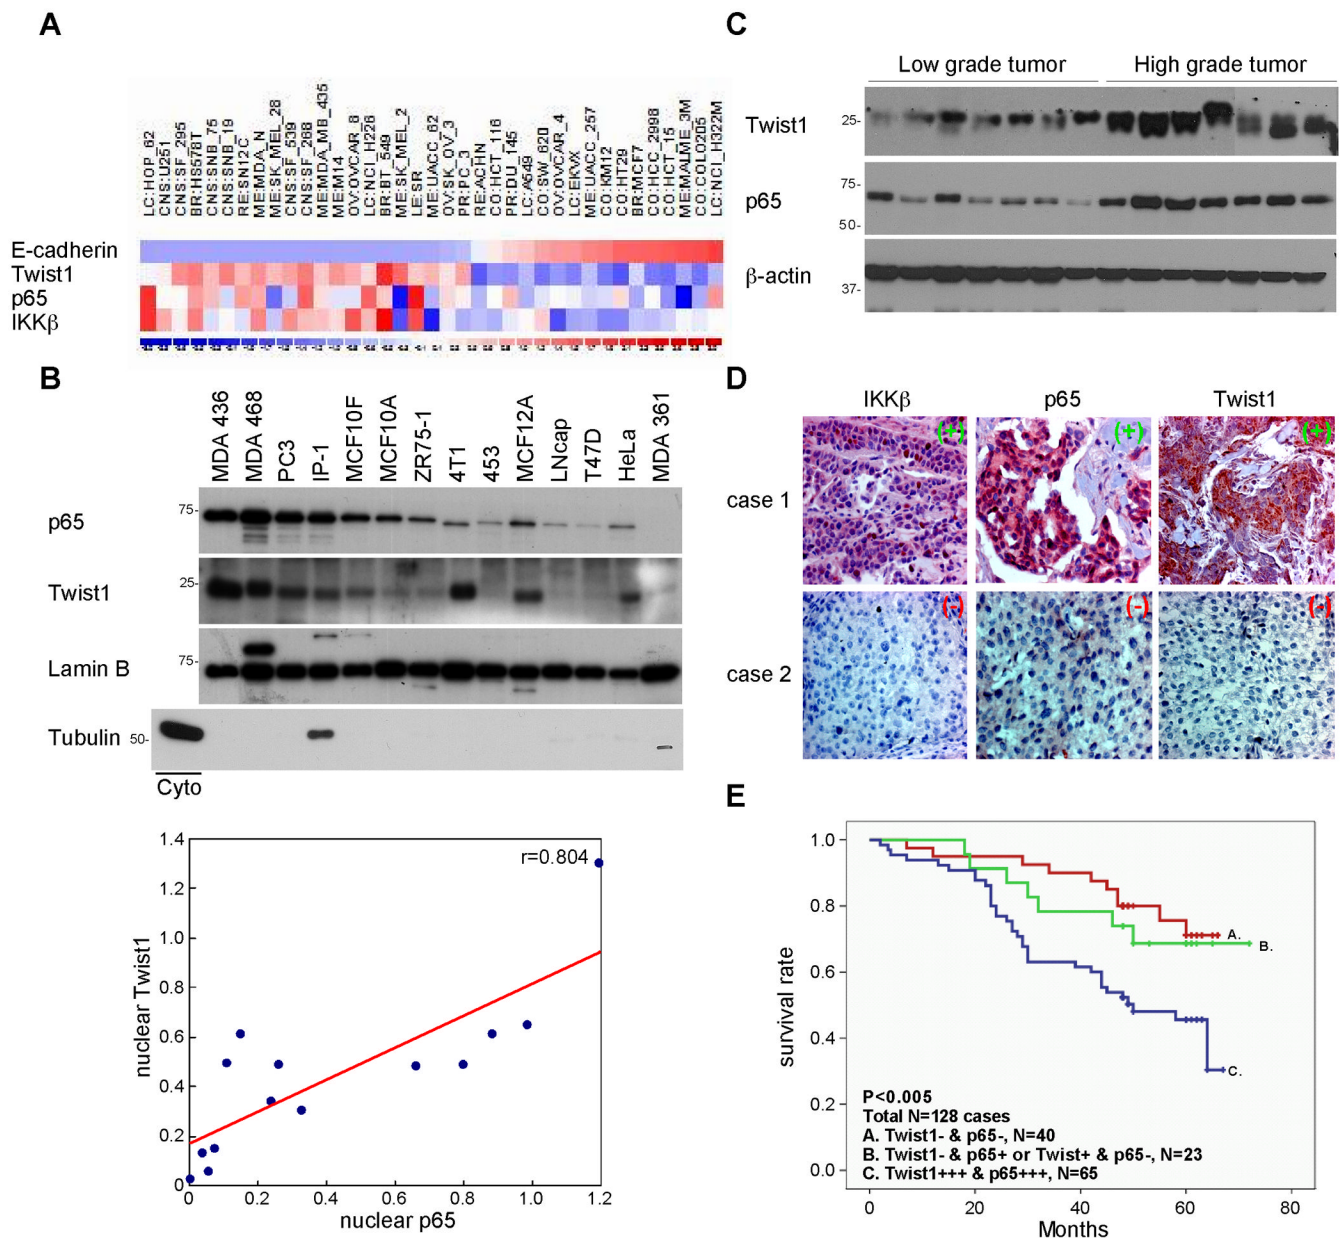 A
LC:HOP_62
CNS:U251
CNS:SF_295
BR:HS578T
CNS:SNB_75
CNS:SNB_19
RE:SN12C
ME:MDA_N
ME:SK_MEL_28
CNS:SF_539
CNS:SF_268
ME:MDA_MB_435
ME:M14
OV:OVCAR_8
LC:NCI_H226
BR:BT_549
ME:SK_MEL_2
LE:SR
ME:UACC_62
OV:SK_OV_3
PR:PC_3
RE:ACHN
CO:HCT_116
PR:DU_145
LC:A549
CO:SW_620
OV:OVCAR_4
LC:EKVX
ME:UACC_257
CO:KM12
CO:HT29
BR:MCF7
CO:HCC_2998
CO:HCT_15
ME:MALME_3M
CO:COLO205
LC:NCI_H322M
E-cadherin
Twist1
p65
IKKβ
B
MDA 436
MDA 468
PC3
IP-1
MCF10F
MCF10A
ZR75-1
4T1
453
MCF12A
LNcap
T47D
HeLa
MDA 361
p65
75-
Twist1
25-
Lamin B
75-
Tubulin
50-
Cyto
1.4
1.2
1.0
0.8
0.6
0.4
0.2
0
r=0.804
nuclear Twist1
0 0.2 0.4 0.6 0.8 1.0 1.2
nuclear p65
C
Low grade tumor High grade tumor
Twist1
25-
p65
75-
50-
β-actin
37-
D
IKKβ p65 Twist1
case 1
(+) (+) (+)
case 2
(-) (-) (-)
E
1.0
0.8
0.6
0.4
0.2
0.0
survival rate
A.
B.
C.
P<0.005
Total N=128 cases
A. Twist1- & p65-, N=40
B. Twist1- & p65+ or Twist+ & p65-, N=23
C. Twist1+++ & p65+++, N=65
0 20 40 60 80
Months